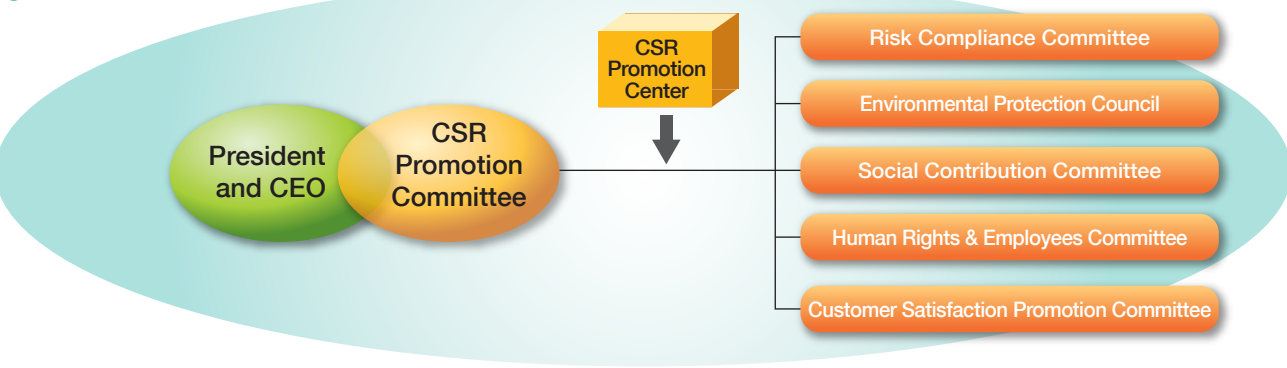 President
and CEO
CSR
Promotion
Committee
CSR
Promotion
Center
Risk Compliance Committee
Environmental Protection Council
Social Contribution Committee
Human Rights & Employees Committee
Customer Satisfaction Promotion Committee